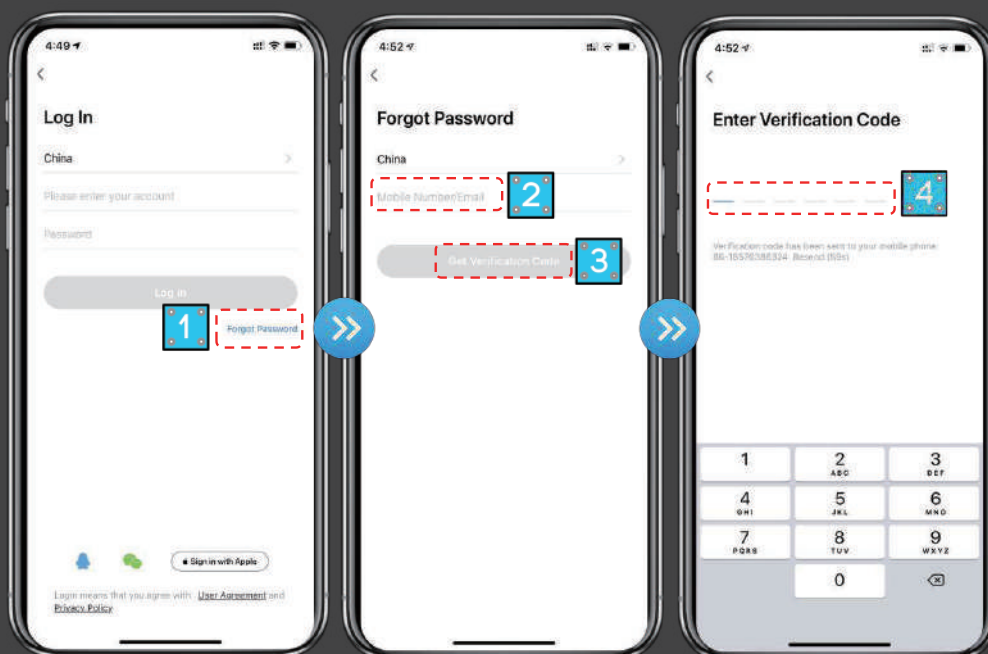 4:49
Log In
China
Please enter your account
Password
Log in
1
Forgot Password
Sign in with Apple
Login means that you agree with User Agreement and
Privacy Policy
4:52
Forgot Password
China
Mobile Number/Email
2
Get Verification Code
3
4:52
Enter Verification Code
4
Verification code has been sent to your mobile phone:
Resend
1
2
ABC
3
DEF
4
GHI
5
JKL
6
MNO
7
PQRS
8
TUV
9
WXYZ
0